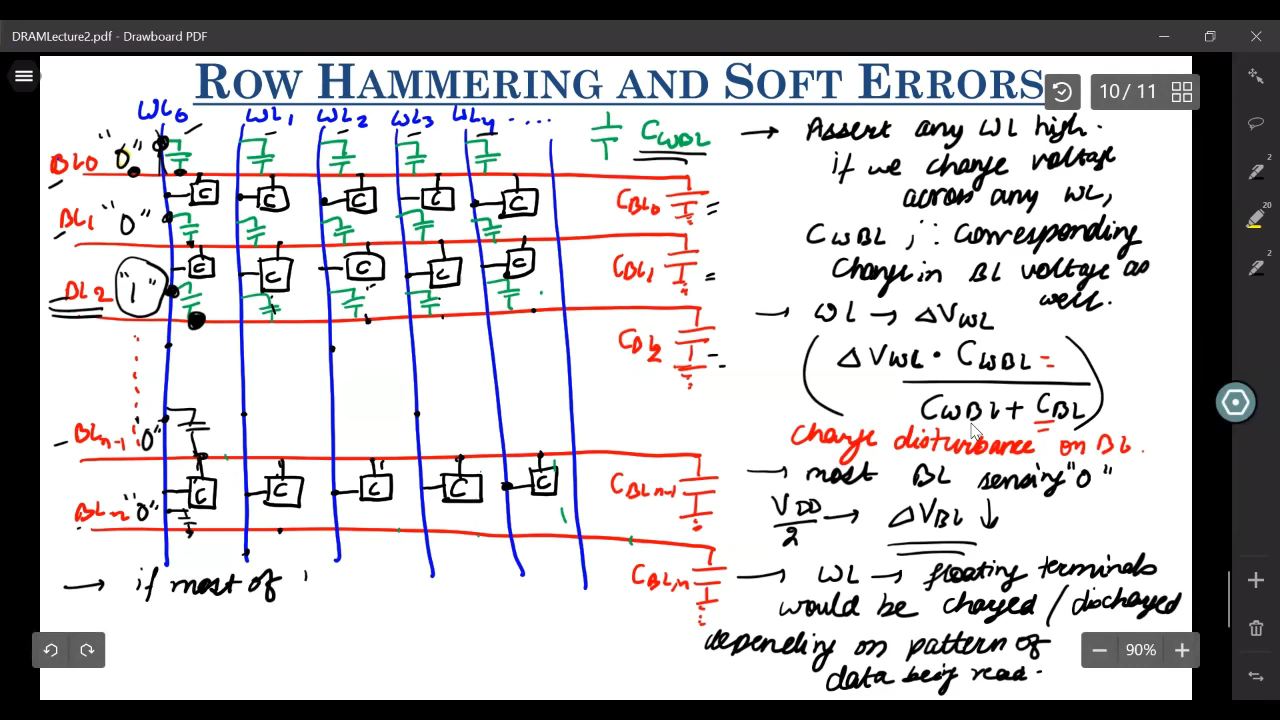 DRAMLecture2.pdf - Drawboard PDF
ROW HAMMERING AND SOFT ERRORS
10 / 11
WL0 WL1 WL2 WL3 WL4 ....
CWBL
BL0 "0"
C C C C C
CBL0
BL1 "0"
C C C C C
CBL1
BL2 "1"
CBL2
BLn-1 "0"
C C C C C
CBLn-1
BLn "0"
CBLn
→ if most of
→ Assert any WL high.
if we change voltage
across any WL,
CWBL ; ∵ corresponding
change in BL voltage as
well.
→ WL → ΔVWL
(ΔVWL · CWBL =
CWBL + CBL)
Charge disturbance on BL.
→ most BL sensing "0"
VDD
2 → ΔVBL ↓
→ WL → floating terminals
would be charged / discharged
depending on pattern of
data being read.
90%
2
20
2